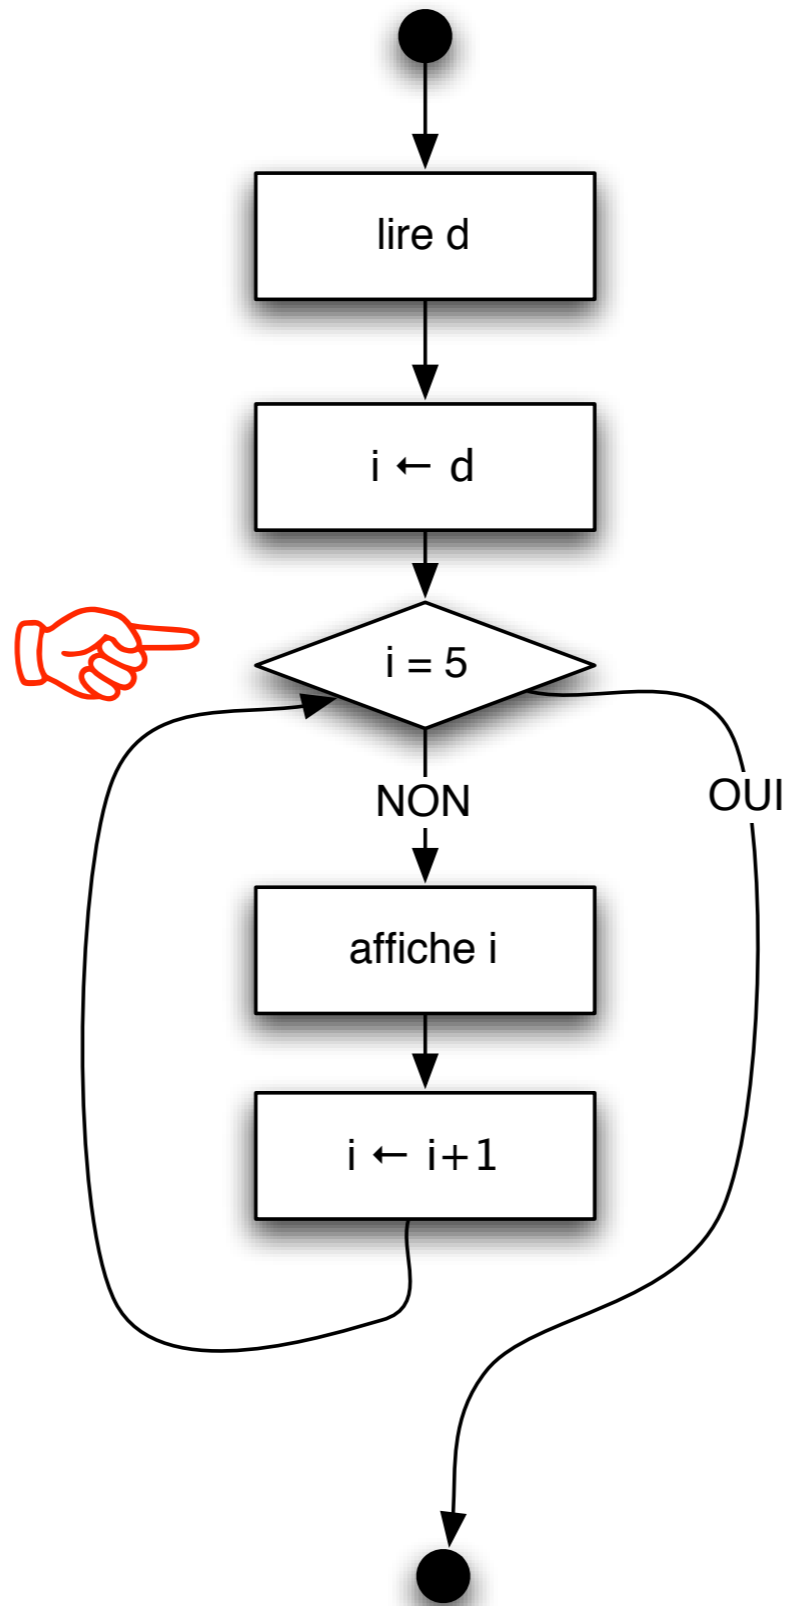 lire d
i ← d
i = 5
NON
OUI
affiche i
i ← i+1